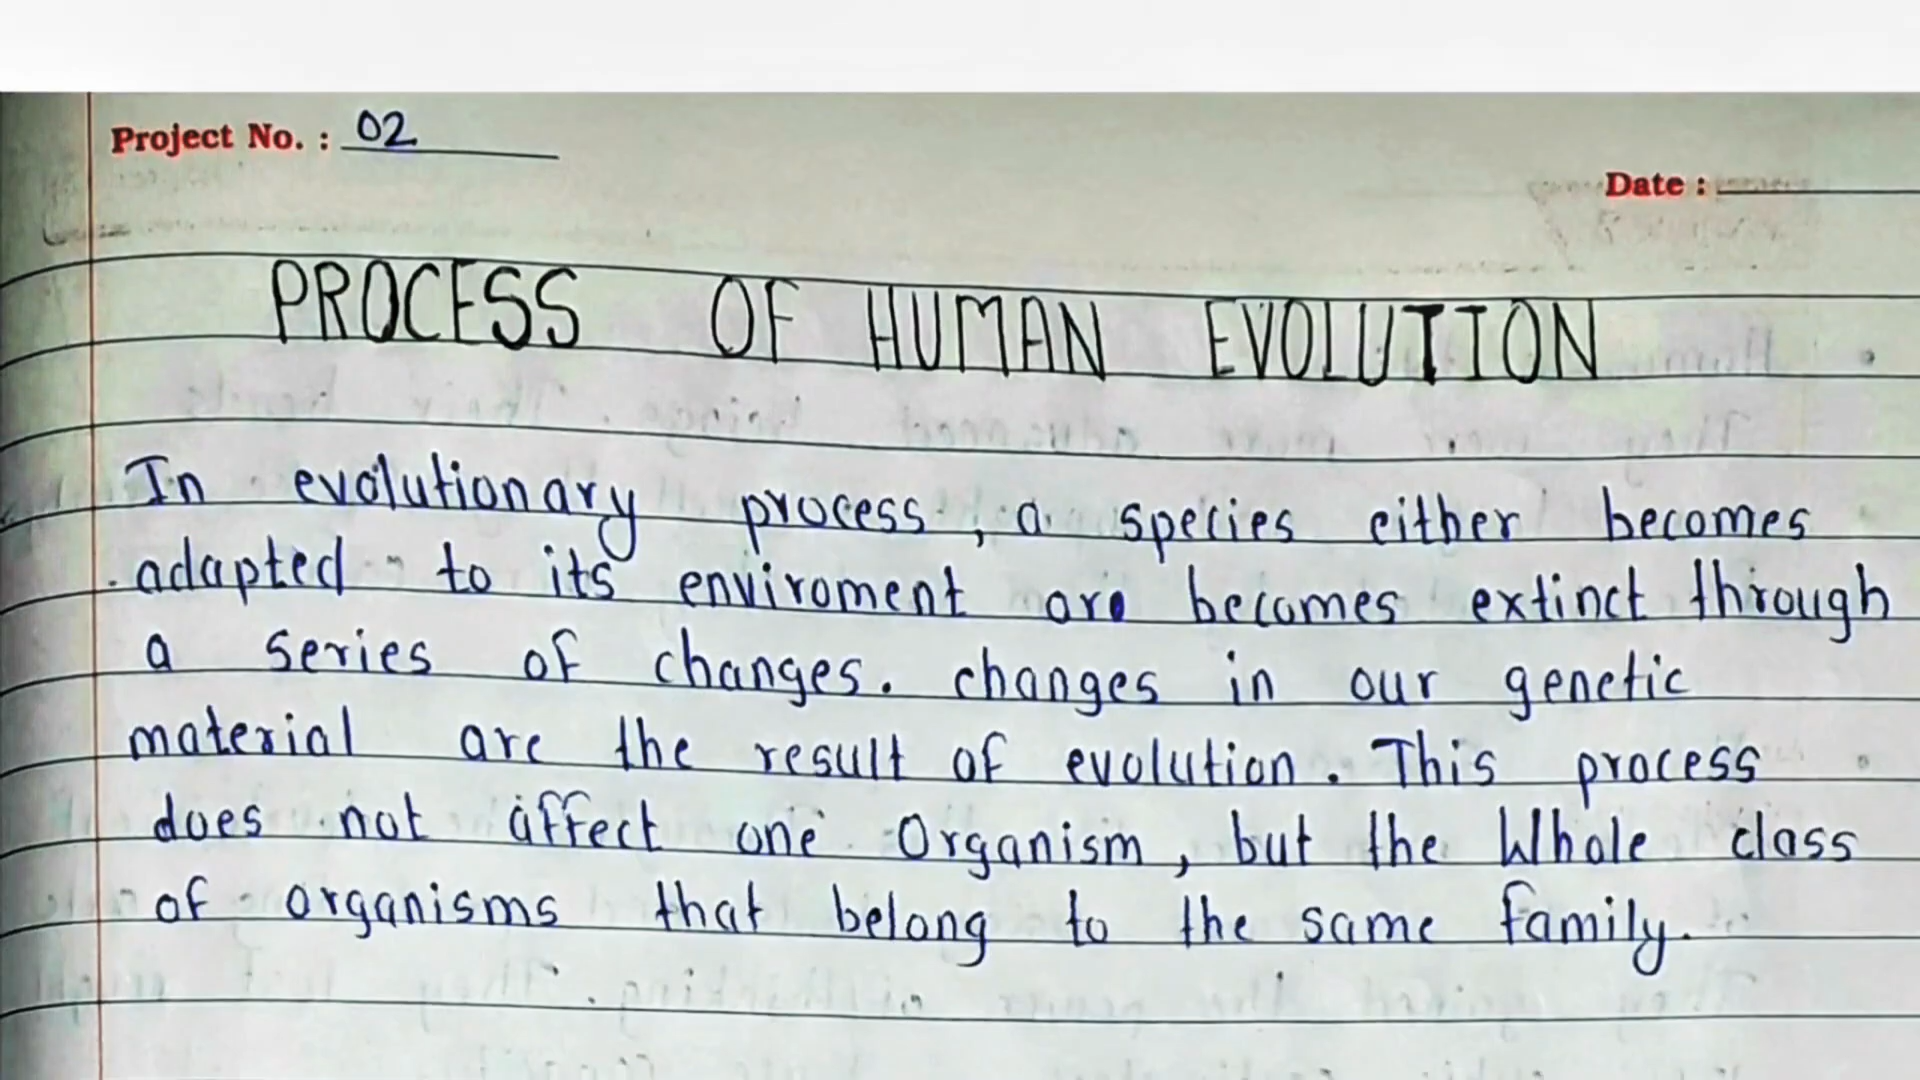 Project No. : 02
Date :
PROCESS OF HUMAN EVOLUTION
In evolutionary process, a species either becomes
adapted to its enviroment or becomes extinct through
a series of changes. changes in our genetic
material are the result of evolution. This process
does not affect one Organism, but the Whole class
of organisms that belong to the same family.